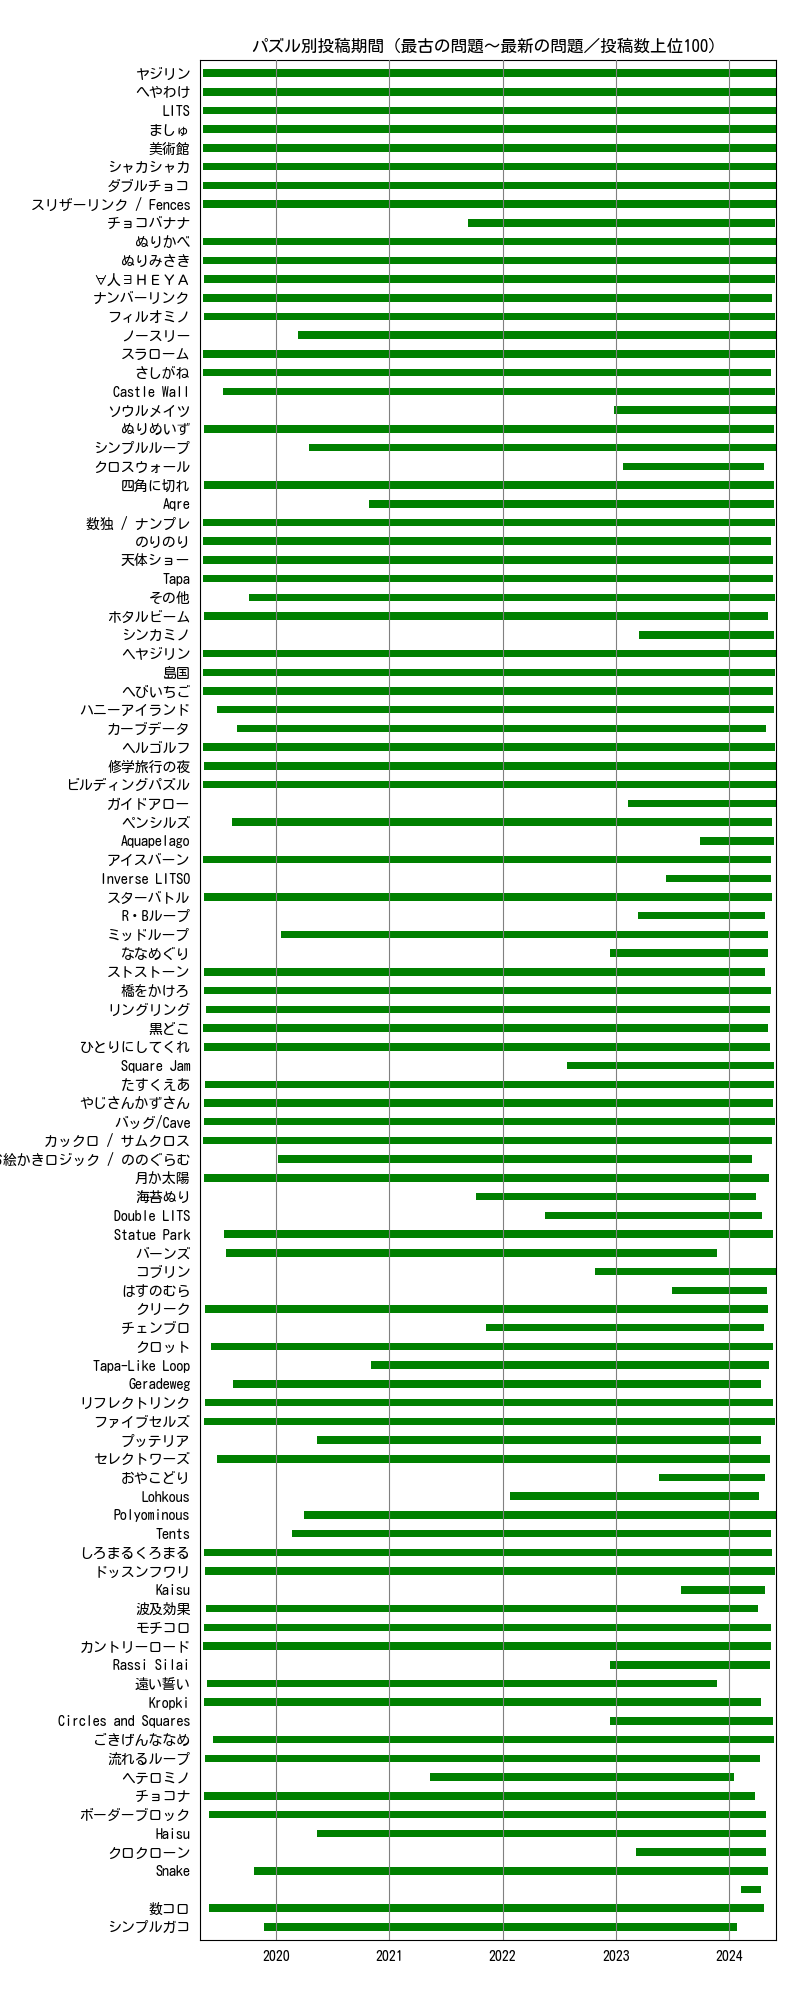 パズル別投稿期間（最古の問題～最新の問題／投稿数上位100）
ヤジリン
へやわけ
LITS
ましゅ
美術館
シャカシャカ
ダブルチョコ
スリザーリンク / Fences
チョコバナナ
ぬりかべ
ぬりみさき
∀人ヨＨＥＹＡ
ナンバーリンク
フィルオミノ
ノースリー
スラローム
さしがね
Castle Wall
ソウルメイツ
ぬりめいず
シンプルループ
クロスウォール
四角に切れ
Aqre
数独 / ナンプレ
のりのり
天体ショー
Tapa
その他
ホタルビーム
シンカミノ
ヘヤジリン
島国
へびいちご
ハニーアイランド
カーブデータ
ヘルゴルフ
修学旅行の夜
ビルディングパズル
ガイドアロー
ペンシルズ
Aquapelago
アイスバーン
Inverse LITSO
スターバトル
R・Bループ
ミッドループ
ななめぐり
ストストーン
橋をかけろ
リングリング
黒どこ
ひとりにしてくれ
Square Jam
たすくえあ
やじさんかずさん
バッグ/Cave
カックロ / サムクロス
絵かきロジック / ののぐらむ
月か太陽
海苔ぬり
Double LITS
Statue Park
バーンズ
コブリン
はすのむら
クリーク
チェンブロ
クロット
Tapa-Like Loop
Geradeweg
リフレクトリンク
ファイブセルズ
プッテリア
セレクトワーズ
おやこどり
Lohkous
Polyominous
Tents
しろまるくろまる
ドッスンフワリ
Kaisu
波及効果
モチコロ
カントリーロード
Rassi Silai
遠い誓い
Kropki
Circles and Squares
ごきげんななめ
流れるループ
ヘテロミノ
チョコナ
ボーダーブロック
Haisu
クロクローン
Snake
数コロ
シンプルガコ
2020 2021 2022 2023 2024